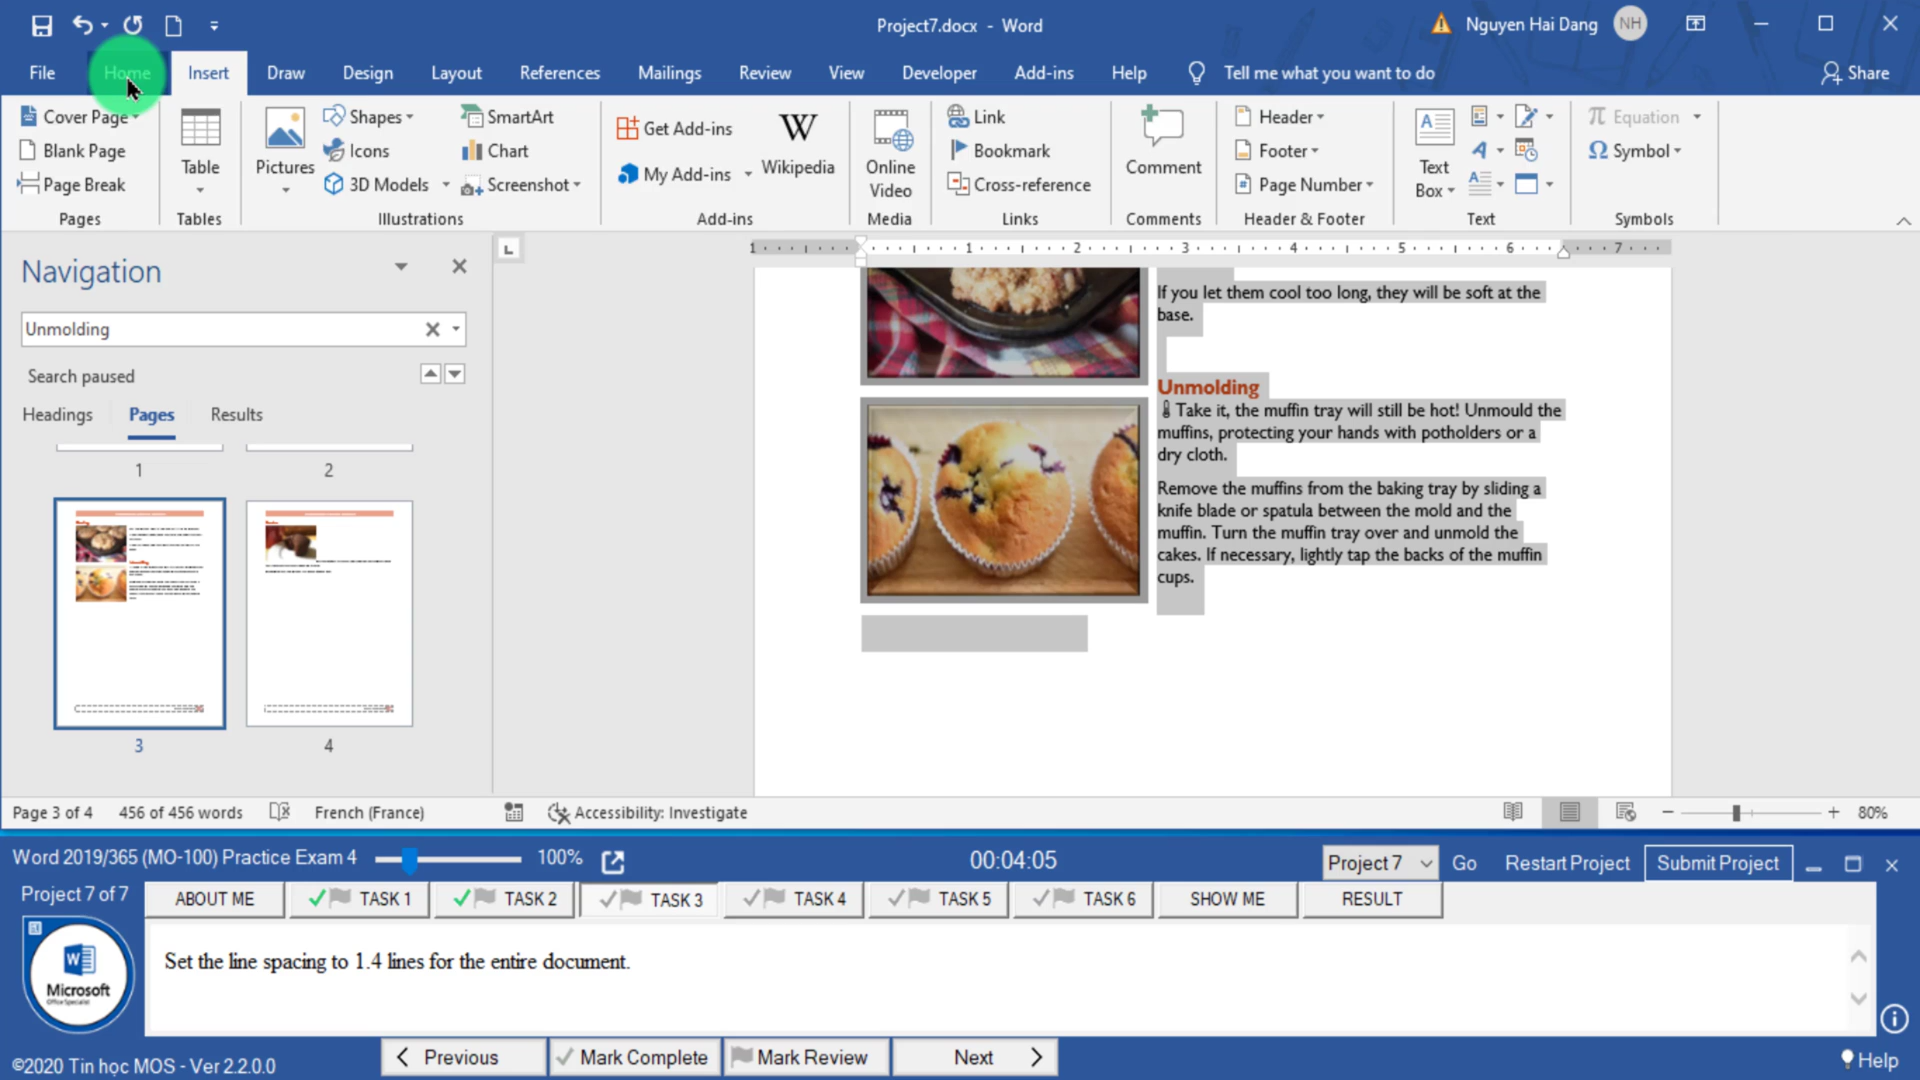 Project7.docx - Word
Nguyen Hai Dang NH
File Home Insert Draw Design Layout References Mailings Review View Developer Add-ins Help Tell me what you want to do Share
Cover Page
Blank Page
Page Break
Pages
Table
Tables
Pictures
Shapes
Icons
3D Models
SmartArt
Chart
Screenshot
Illustrations
Get Add-ins
My Add-ins
Wikipedia
Add-ins
Online
Video
Media
Link
Bookmark
Cross-reference
Links
Comment
Comments
Header
Footer
Page Number
Header & Footer
Text
Box
Text
Equation
Symbol
Symbols
Navigation
Unmolding
Search paused
Headings Pages Results
1 2
3 4
L
1 1 2 3 4 5 6 7
If you let them cool too long, they will be soft at the
base.
Unmolding
Take it, the muffin tray will still be hot! Unmould the
muffins, protecting your hands with potholders or a
dry cloth.
Remove the muffins from the baking tray by sliding a
knife blade or spatula between the mold and the
muffin. Turn the muffin tray over and unmold the
cakes. If necessary, lightly tap the backs of the muffin
cups.
Page 3 of 4 456 of 456 words French (France) Accessibility: Investigate 80%
Word 2019/365 (MO-100) Practice Exam 4 100% 00:04:05 Project 7 Go Restart Project Submit Project
Project 7 of 7 ABOUT ME TASK 1 TASK 2 TASK 3 TASK 4 TASK 5 TASK 6 SHOW ME RESULT
Set the line spacing to 1.4 lines for the entire document.
Microsoft
Office Specialist
©2020 Tin học MOS - Ver 2.2.0.0 Previous Mark Complete Mark Review Next Help